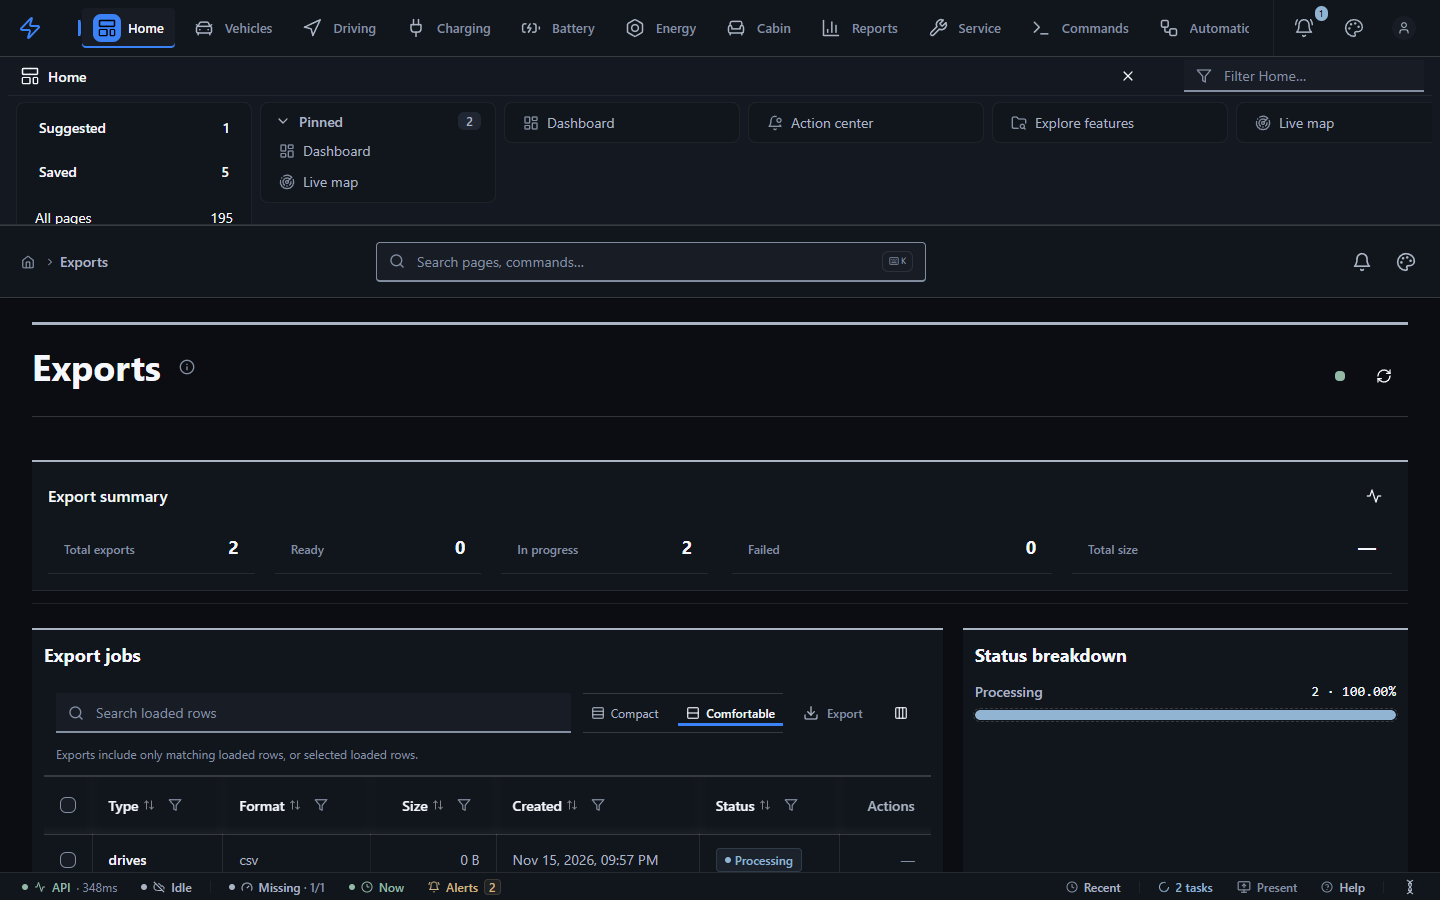 Home Vehicles Driving Charging Battery Energy Cabin Reports Service Commands Automatic 1
Home Filter Home...
Suggested 1
Saved 5
All pages 195
Pinned 2
Dashboard
Live map
Dashboard Action center Explore features Live map
Exports Search pages, commands... K
Exports
Export summary
Total exports 2 Ready 0 In progress 2 Failed 0 Total size —
Export jobs
Search loaded rows Compact Comfortable Export
Exports include only matching loaded rows, or selected loaded rows.
Type Format Size Created Status Actions
drives csv 0 B Nov 15, 2026, 09:57 PM Processing —
Status breakdown
Processing 2 · 100.00%
API · 348ms Idle Missing · 1/1 Now Alerts 2 Recent 2 tasks Present Help